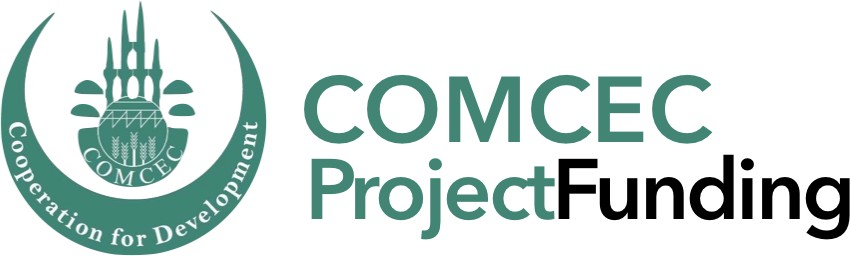 COMCEC
Cooperation for Development
COMCEC
ProjectFunding